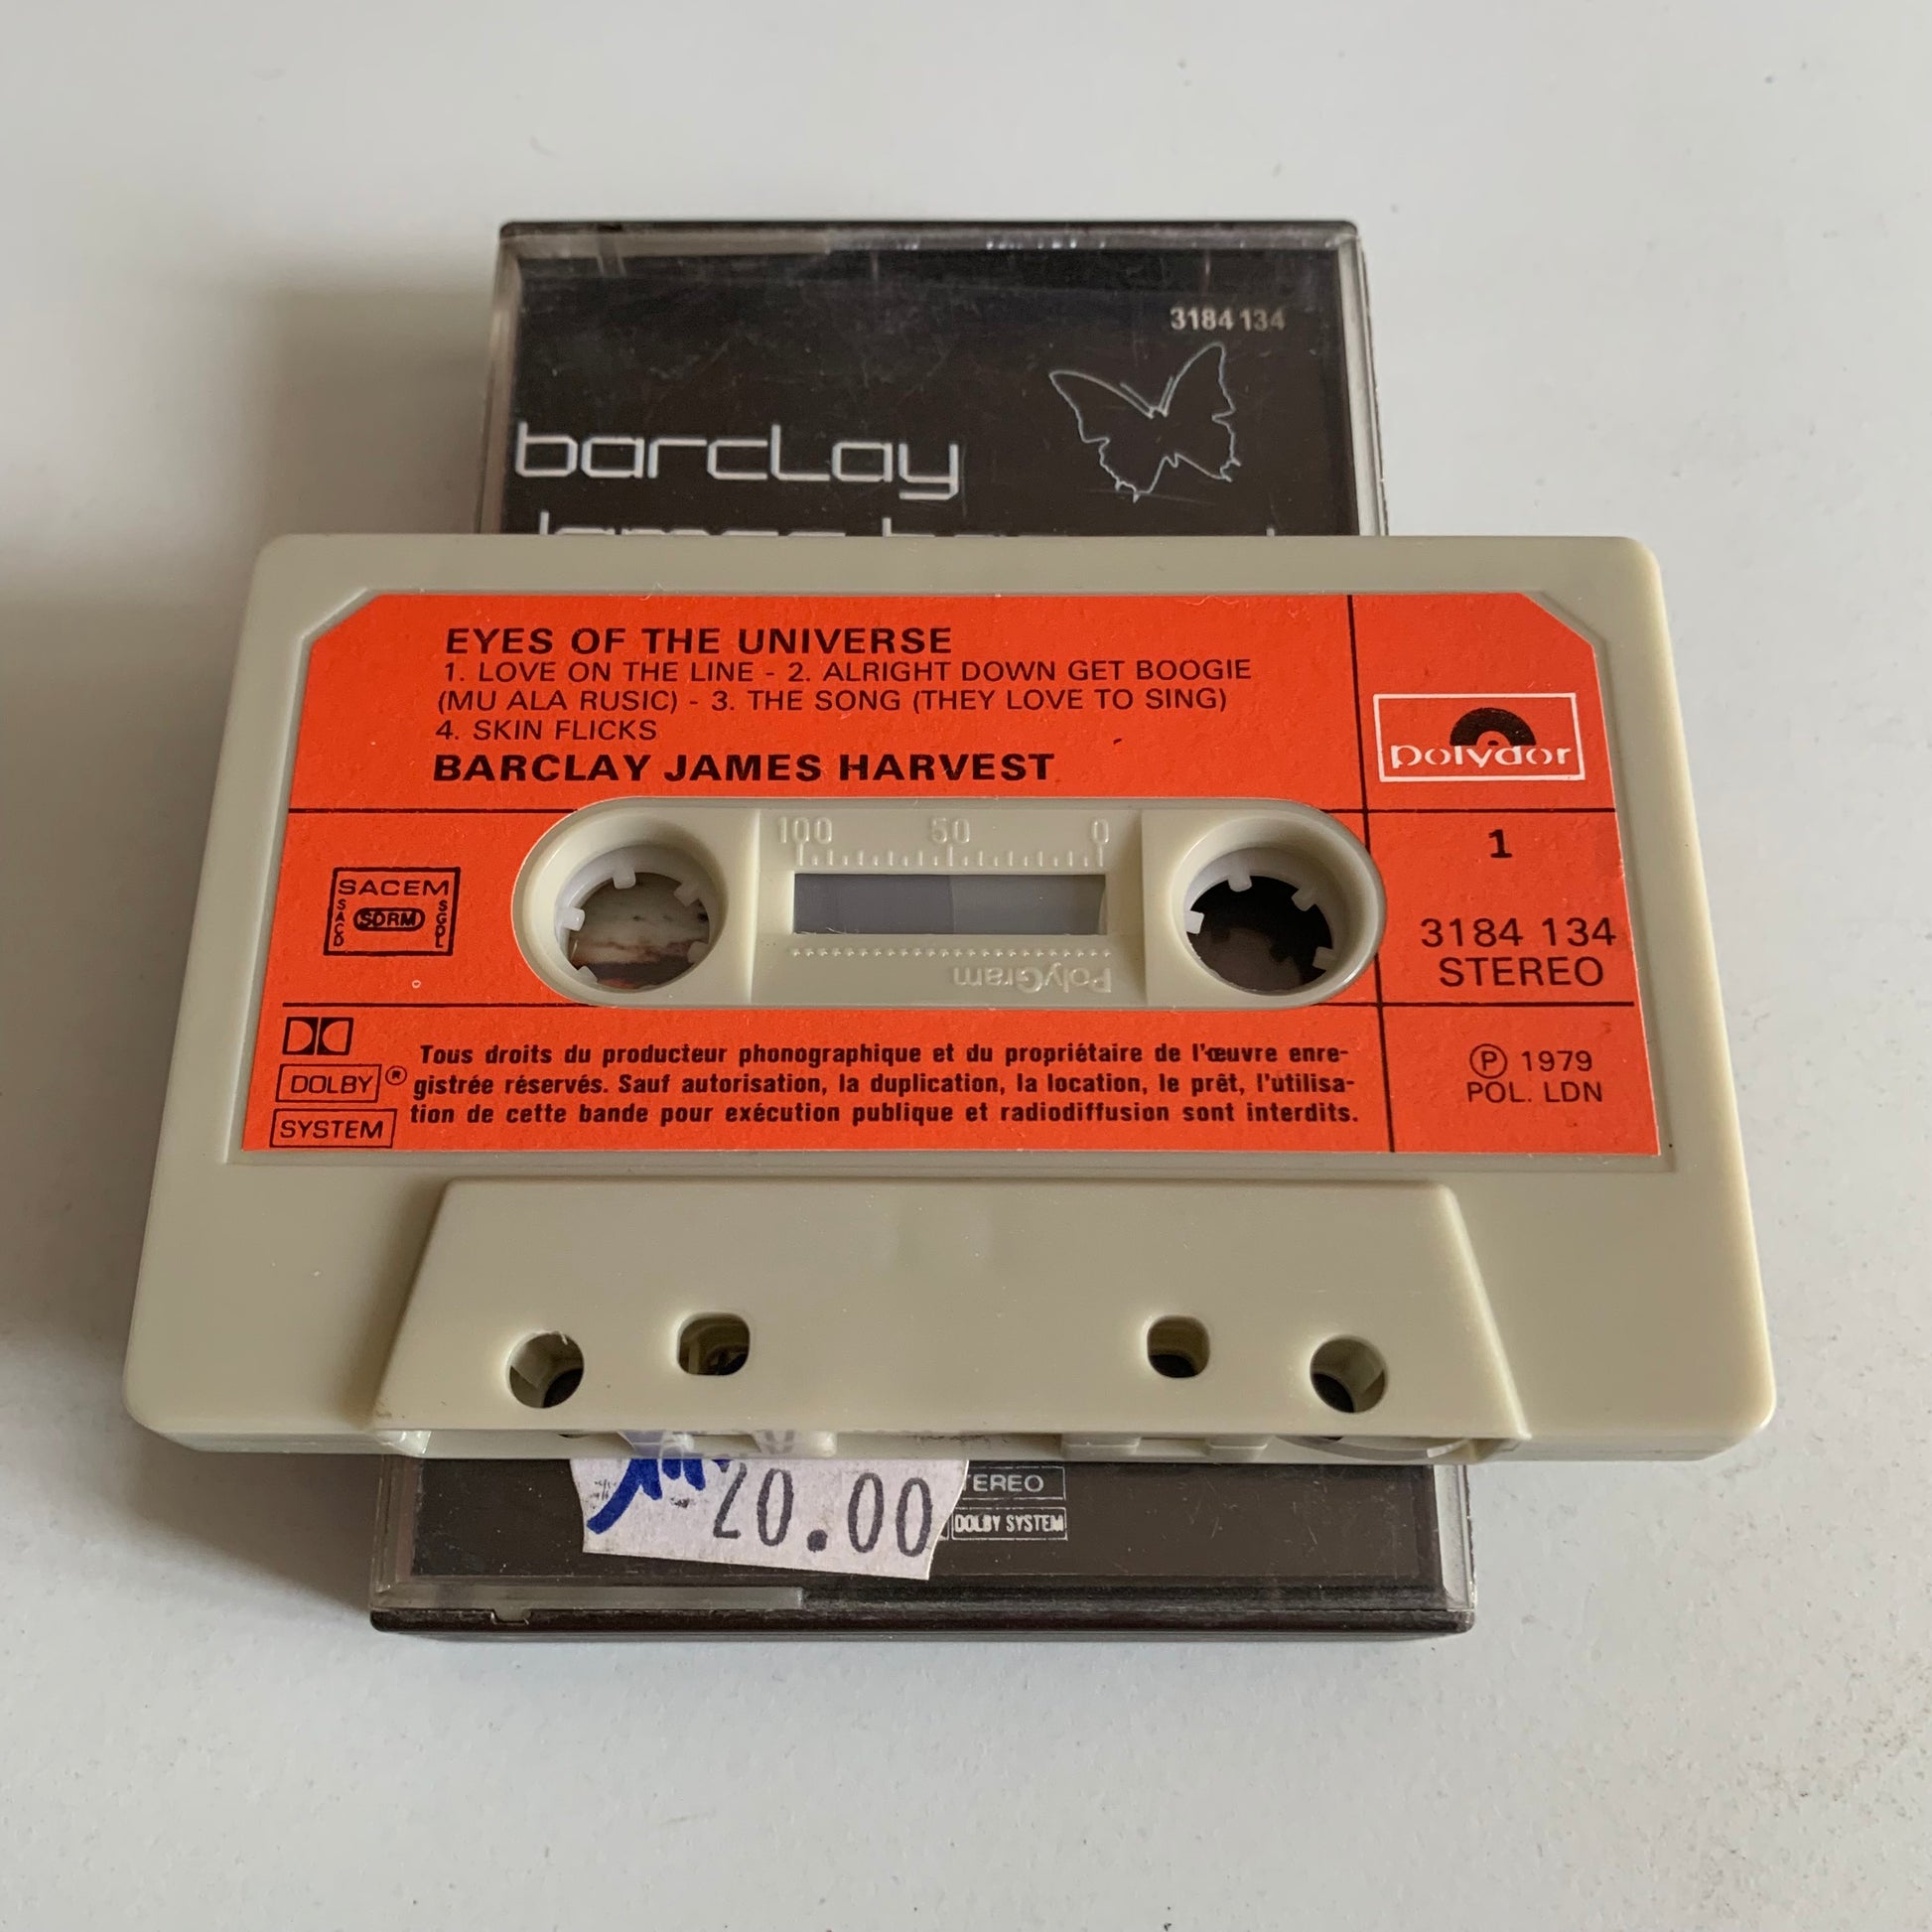 3184 134
barclay
EYES OF THE UNIVERSE
1. LOVE ON THE LINE - 2. ALRIGHT DOWN GET BOOGIE
(MU ALA RUSIC) - 3. THE SONG (THEY LOVE TO SING)
4. SKIN FLICKS
BARCLAY JAMES HARVEST
polydor
100 50 0
1
SACEM
SACD SDRM SGDL
3184 134
STEREO
PolyGram
DOLBY ®
SYSTEM
Tous droits du producteur phonographique et du propriétaire de l'œuvre enre-
gistrée réservés. Sauf autorisation, la duplication, la location, le prêt, l'utilisa-
tion de cette bande pour exécution publique et radiodiffusion sont interdits.
Ⓟ 1979
POL. LDN
20.00
TEREO
DOLBY SYSTEM